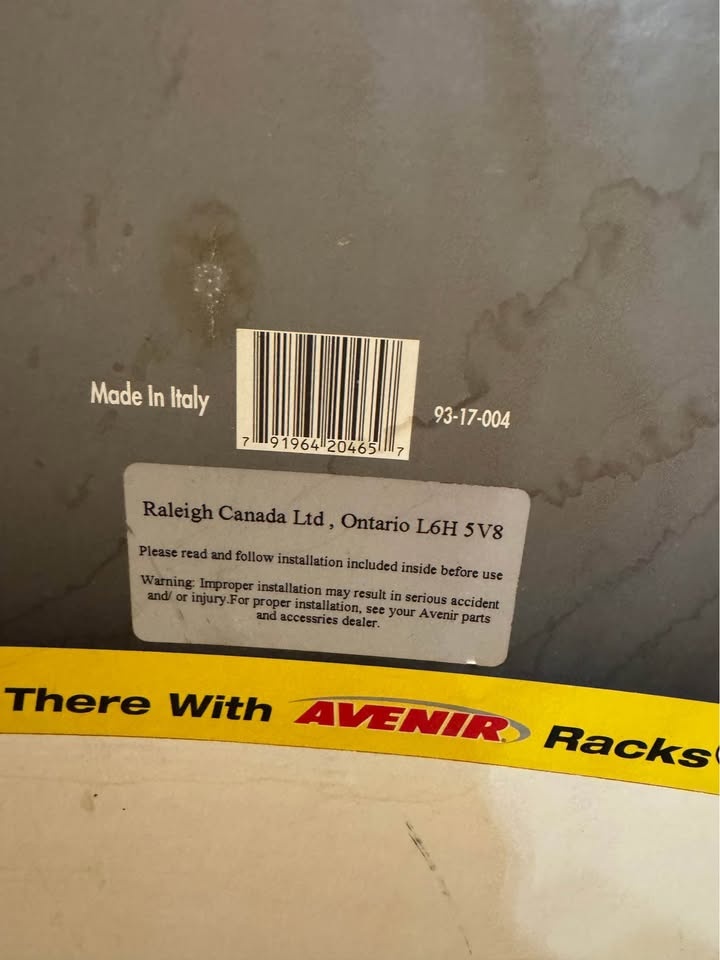 Made In Italy
7 91964 20465 7
93-17-004
Raleigh Canada Ltd , Ontario L6H 5V8
Please read and follow installation included inside before use
Warning: Improper installation may result in serious accident
and/ or injury.For proper installation, see your Avenir parts
and accessries dealer.
There With AVENIR Racks